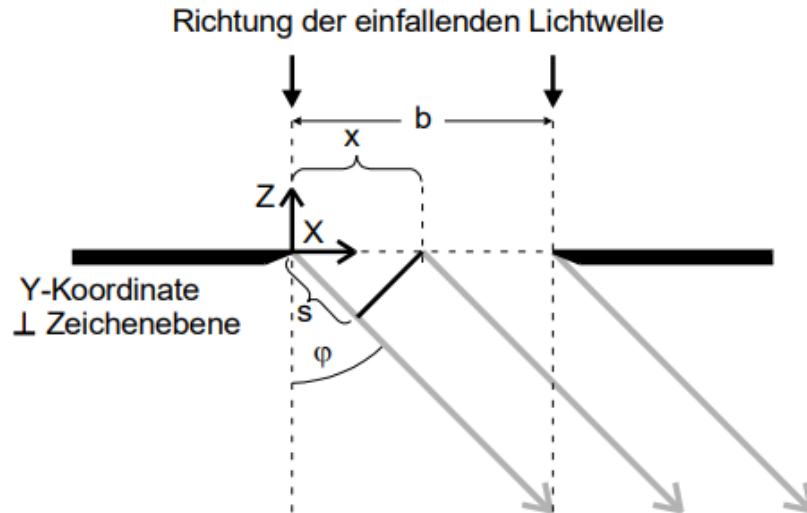 Richtung der einfallenden Lichtwelle
b
x
Z
X
Y-Koordinate
⊥ Zeichenebene
s
φ